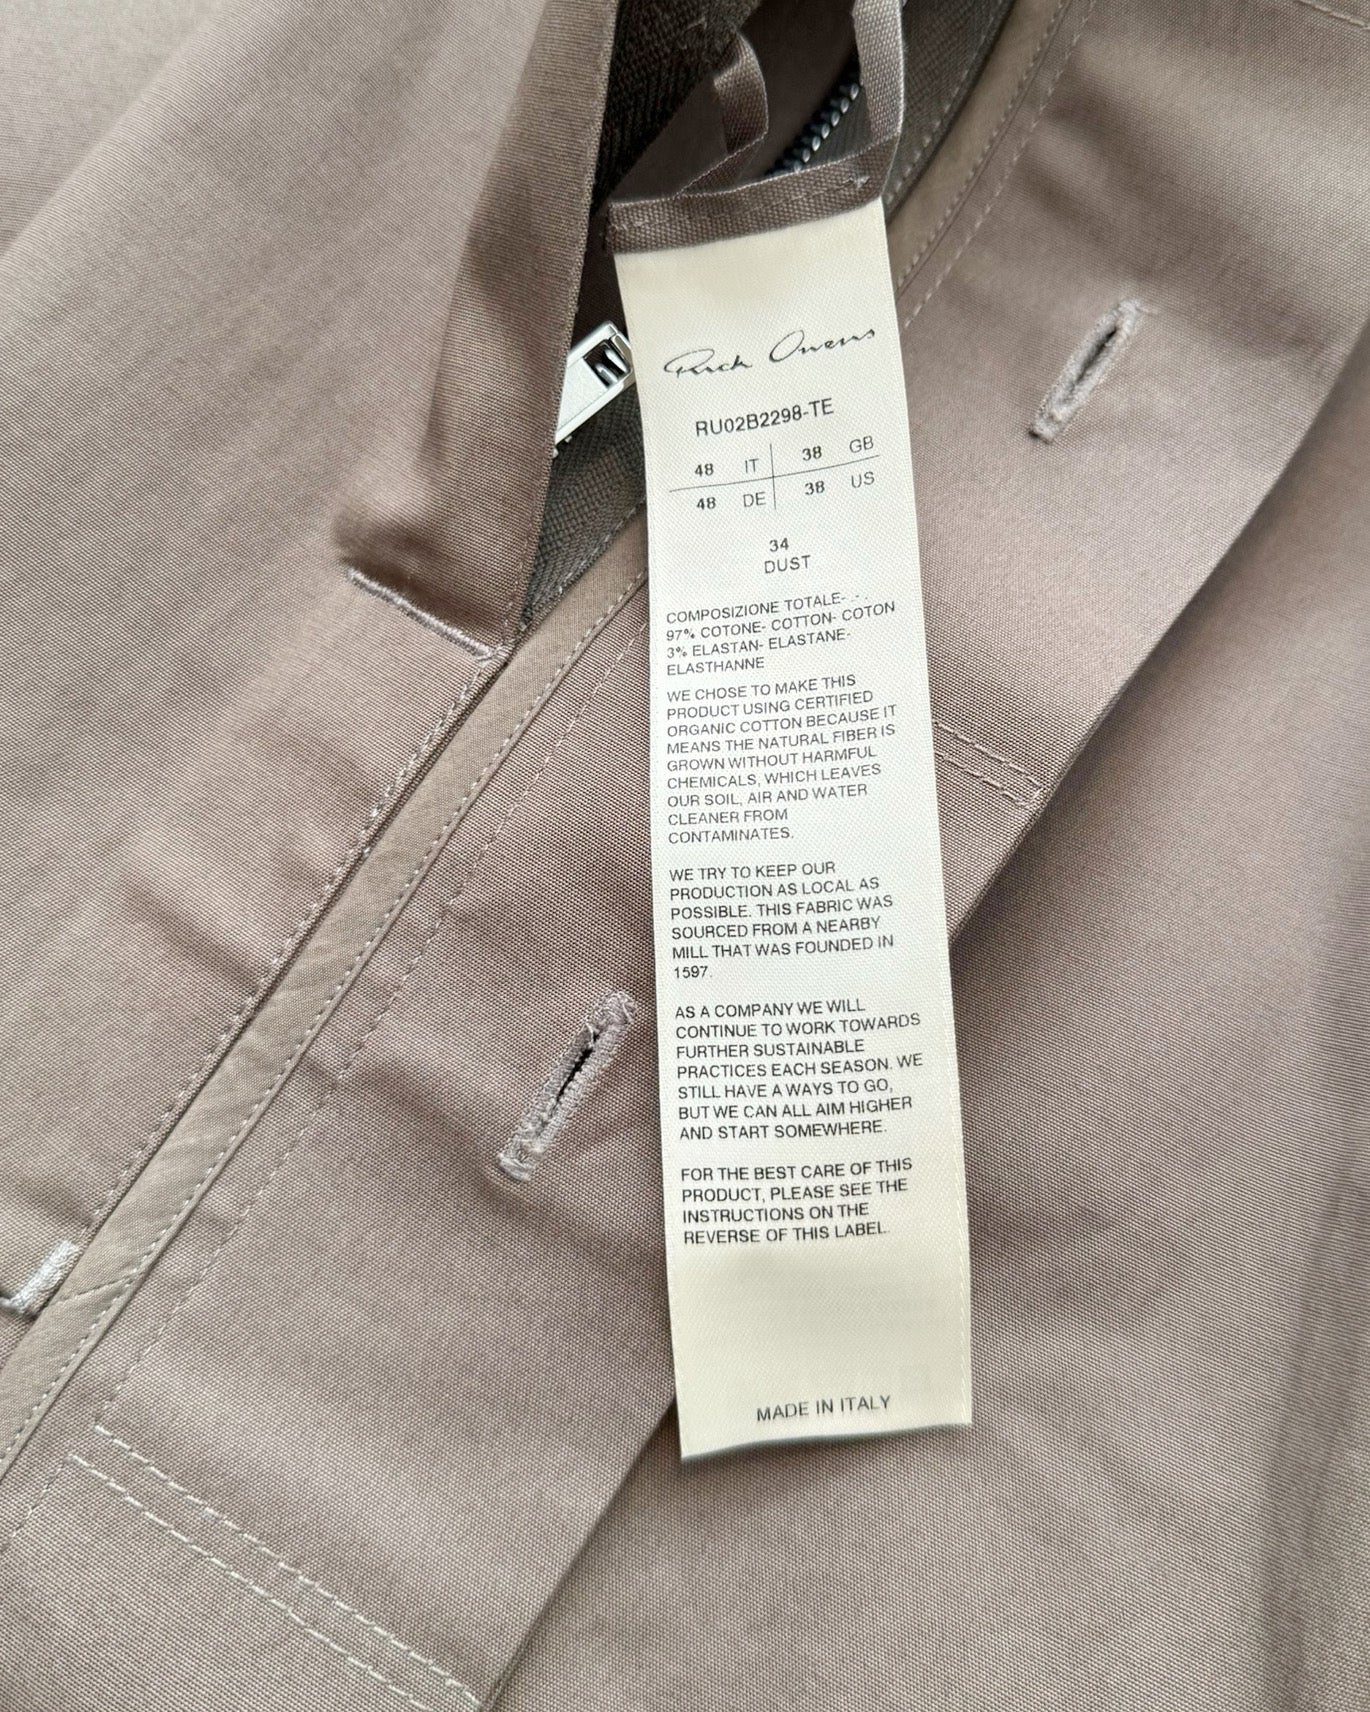 Rick Owens
RU02B2298-TE
48 IT 38 GB
48 DE 38 US
34
DUST
COMPOSIZIONE TOTALE- - -
97% COTONE- COTTON- COTON
3% ELASTAN- ELASTANE-
ELASTHANNE
WE CHOSE TO MAKE THIS
PRODUCT USING CERTIFIED
ORGANIC COTTON BECAUSE IT
MEANS THE NATURAL FIBER IS
GROWN WITHOUT HARMFUL
CHEMICALS, WHICH LEAVES
OUR SOIL, AIR AND WATER
CLEANER FROM
CONTAMINATES.
WE TRY TO KEEP OUR
PRODUCTION AS LOCAL AS
POSSIBLE. THIS FABRIC WAS
SOURCED FROM A NEARBY
MILL THAT WAS FOUNDED IN
1597.
AS A COMPANY WE WILL
CONTINUE TO WORK TOWARDS
FURTHER SUSTAINABLE
PRACTICES EACH SEASON. WE
STILL HAVE A WAYS TO GO,
BUT WE CAN ALL AIM HIGHER
AND START SOMEWHERE.
FOR THE BEST CARE OF THIS
PRODUCT, PLEASE SEE THE
INSTRUCTIONS ON THE
REVERSE OF THIS LABEL.
MADE IN ITALY